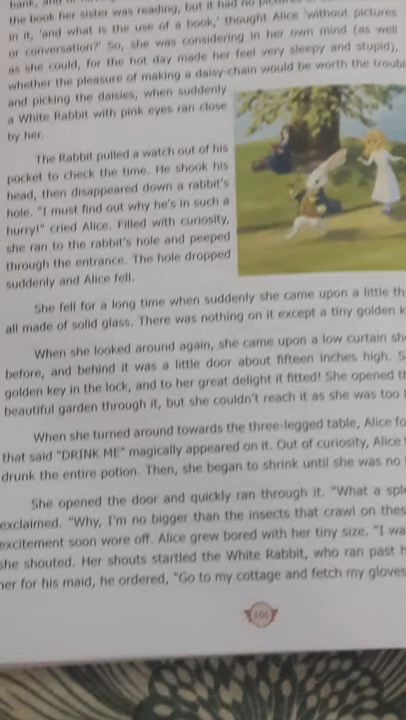 the book her sister was reading, but it had no
in it, 'and what is the use of a book,' thought Alice 'without pictures
or conversation?' So, she was considering in her own mind (as well
as she could, for the hot day made her feel very sleepy and stupid),
whether the pleasure of making a daisy-chain would be worth the
and picking the daisies, when suddenly
a White Rabbit with pink eyes ran close
by her.
The Rabbit pulled a watch out of his
pocket to check the time. He shook his
head, then disappeared down a rabbit's
hole. "I must find out why he's in such a
hurry!" cried Alice. Filled with curiosity,
she ran to the rabbit's hole and peeped
through the entrance. The hole dropped
suddenly and Alice fell.
She fell for a long time when suddenly she came upon a little
all made of solid glass. There was nothing on it except a tiny golden
When she looked around again, she came upon a low curtain
before, and behind it was a little door about fifteen inches high.
golden key in the lock, and to her great delight it fitted! She opened
beautiful garden through it, but she couldn't reach it as she was too
When she turned around towards the three-legged table, Alice
that said "DRINK ME" magically appeared on it. Out of curiosity, Alice
drunk the entire potion. Then, she began to shrink until she was no
She opened the door and quickly ran through it. "What a
exclaimed. "Why, I'm no bigger than the insects that crawl on
excitement soon wore off. Alice grew bored with her tiny size. "I
she shouted. Her shouts startled the White Rabbit, who ran past
her for his maid, he ordered, "Go to my cottage and fetch my gloves